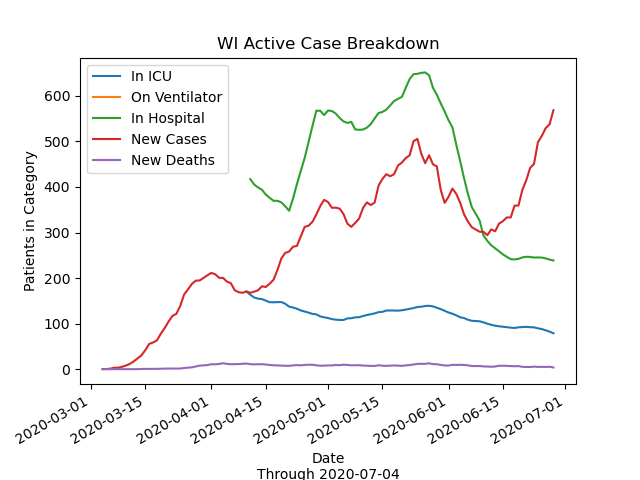 WI Active Case Breakdown
In ICU
On Ventilator
In Hospital
New Cases
New Deaths
Patients in Category
600
500
400
300
200
100
0
2020-03-01
2020-03-15
2020-04-01
2020-04-15
2020-05-01
2020-05-15
2020-06-01
2020-06-15
2020-07-01
Date
Through 2020-07-04